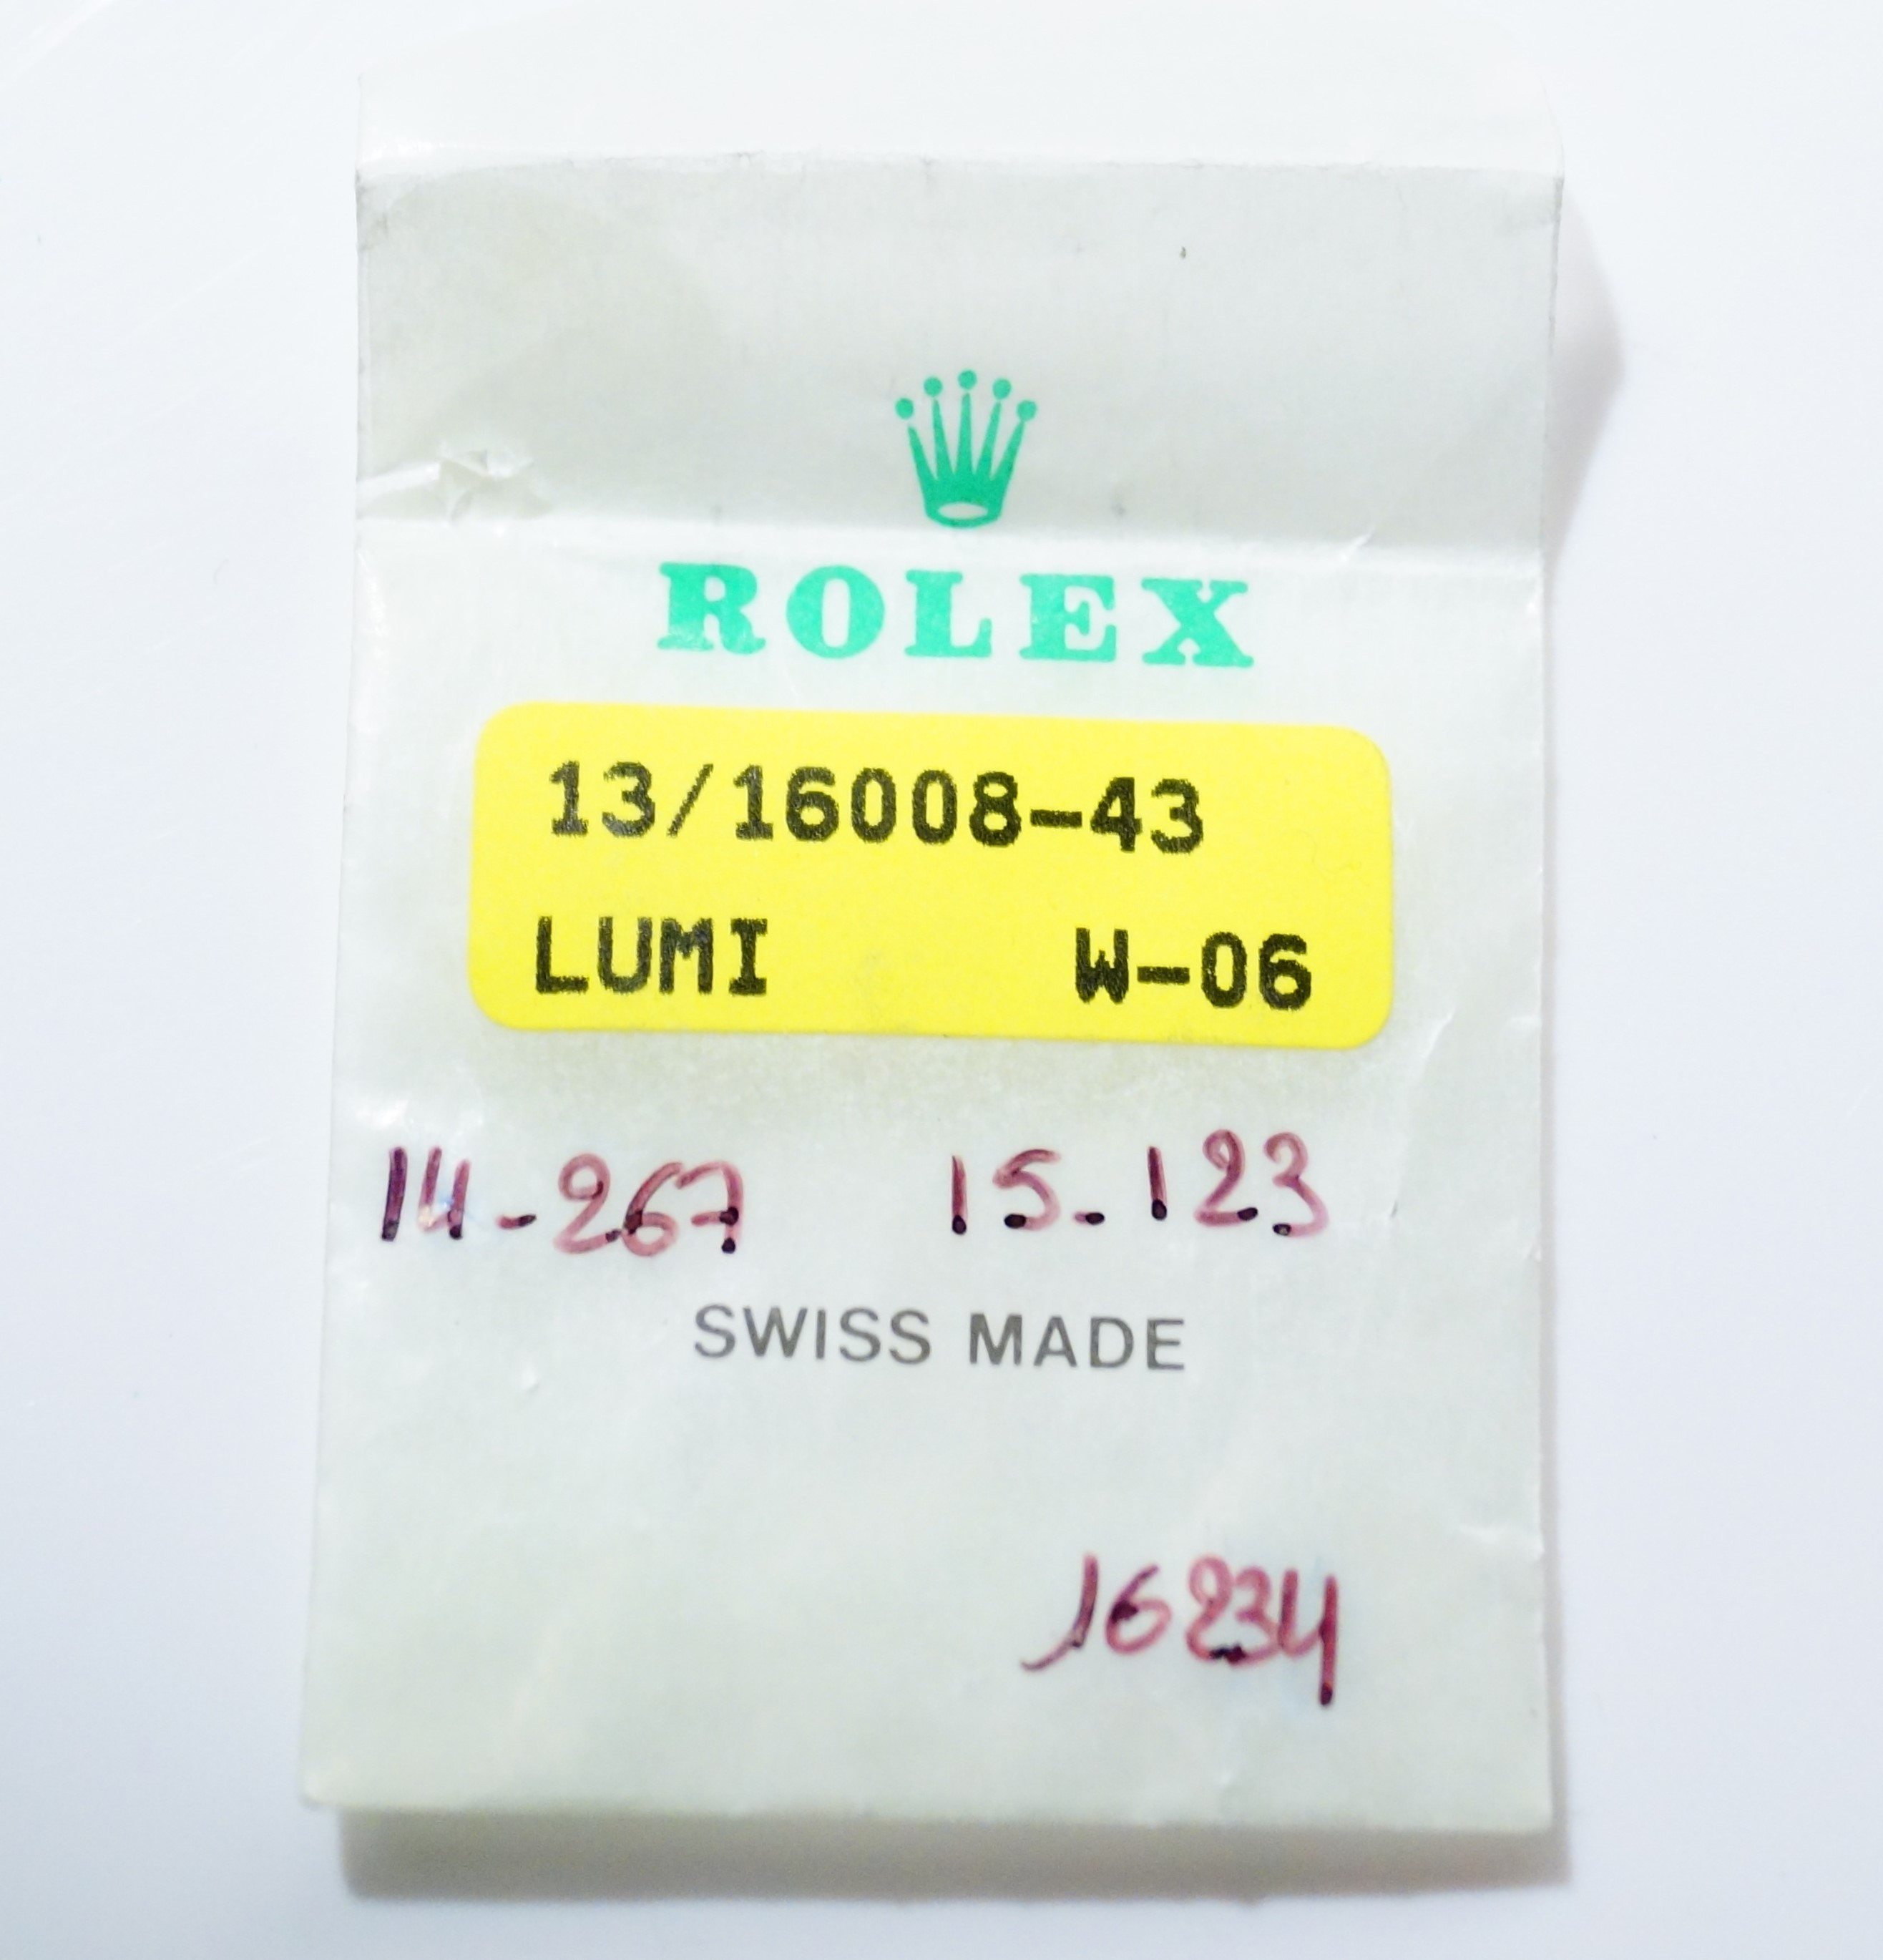 ROLEX
13/16008-43
LUMI W-06
14-267 15-123
SWISS MADE
16234